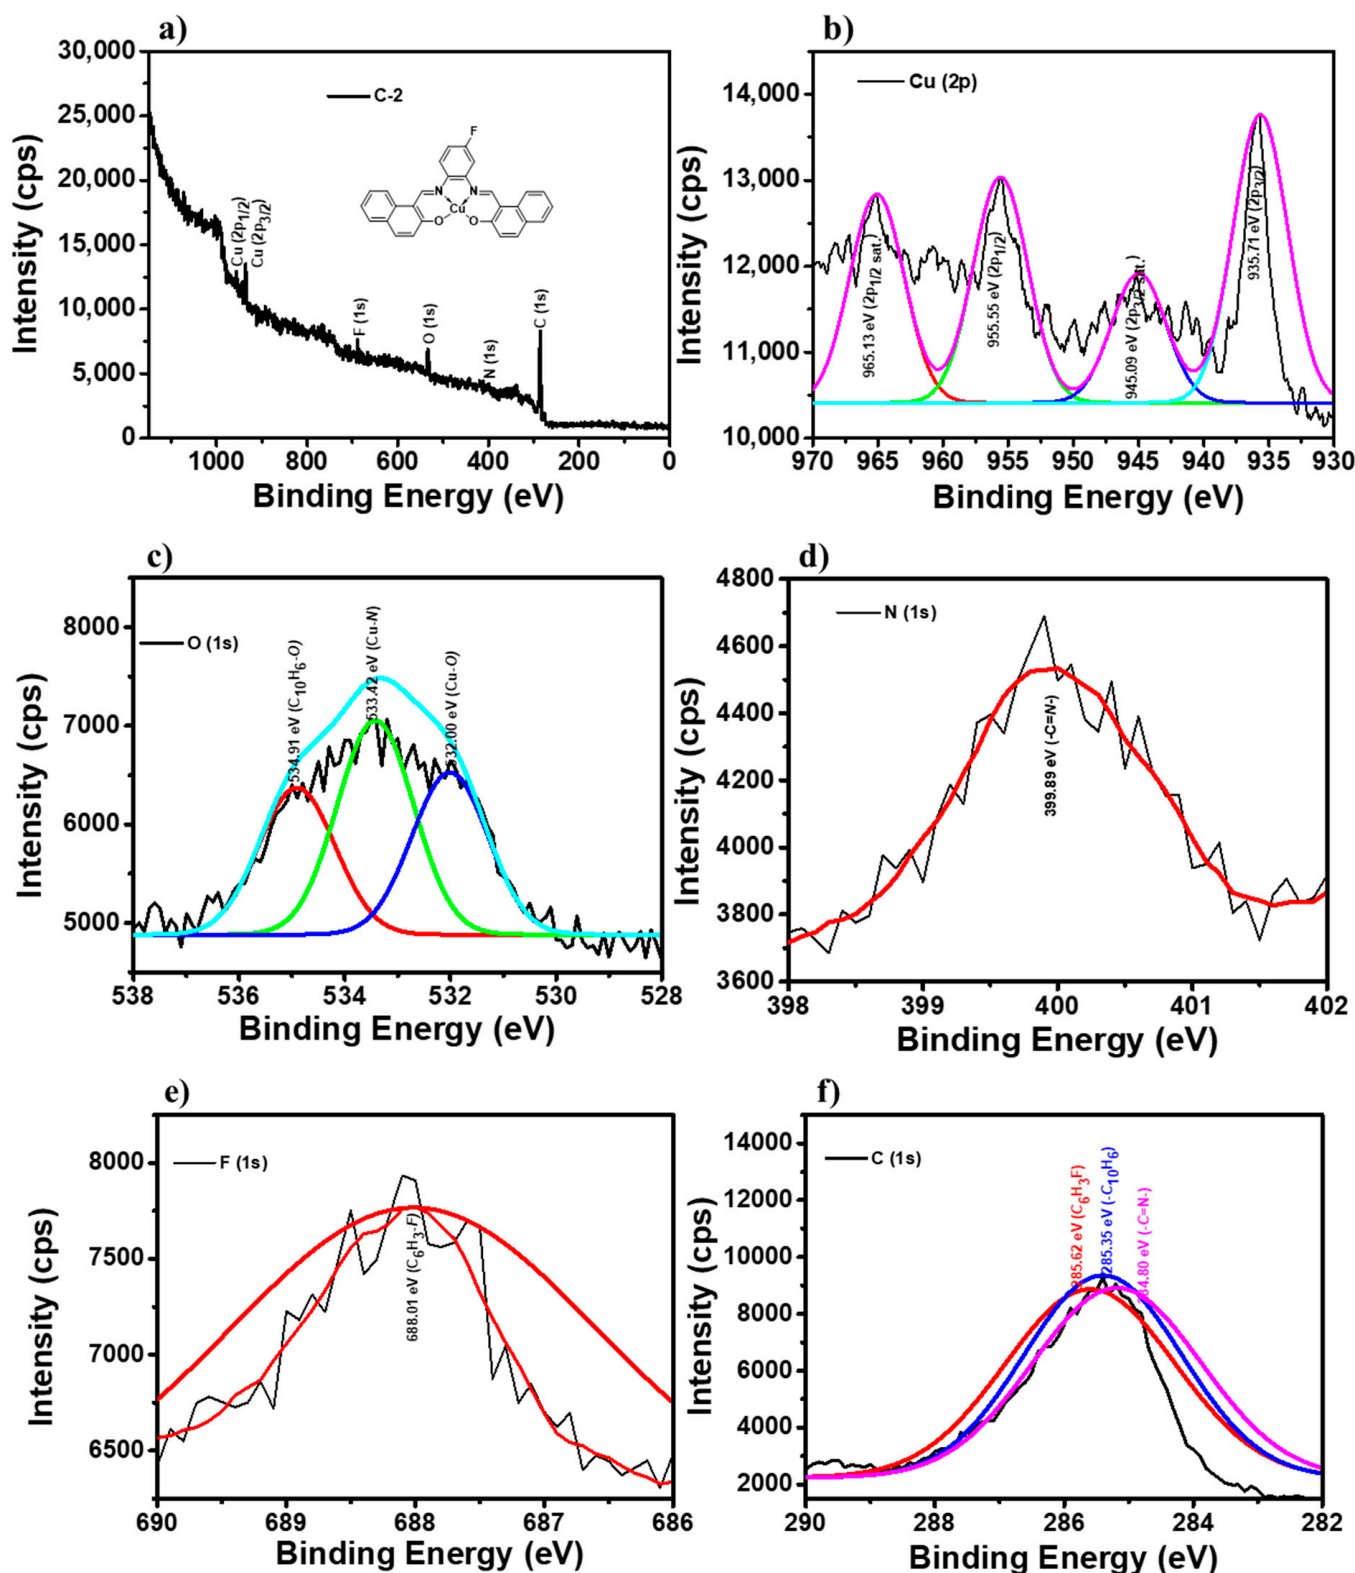 a)
30,000
25,000
20,000
15,000
10,000
5,000
0
Intensity (cps)
C-2
F
N
N
Cu
O
O
Cu (2p1/2)
Cu (2p3/2)
F (1s)
O (1s)
N (1s)
C (1s)
1000 800 600 400 200 0
Binding Energy (eV)
b)
14,000
13,000
12,000
11,000
10,000
Intensity (cps)
Cu (2p)
965.13 eV (2p1/2 sat.)
955.55 eV (2p1/2)
945.09 eV (2p3/2 sat.)
935.71 eV (2p3/2)
970 965 960 955 950 945 940 935 930
Binding Energy (eV)
c)
8000
7000
6000
5000
Intensity (cps)
O (1s)
534.91 eV (C10H6-O)
533.42 eV (Cu-N)
532.00 eV (Cu-O)
538 536 534 532 530 528
Binding Energy (eV)
d)
4800
4600
4400
4200
4000
3800
3600
Intensity (cps)
N (1s)
399.89 eV (-C=N-)
398 399 400 401 402
Binding Energy (eV)
e)
8000
7500
7000
6500
Intensity (cps)
F (1s)
688.01 eV (C6H3-F)
690 689 688 687 686
Binding Energy (eV)
f)
14000
12000
10000
8000
6000
4000
2000
Intensity (cps)
C (1s)
285.62 eV (C6H3F)
285.35 eV (-C10H6)
284.80 eV (-C=N-)
290 288 286 284 282
Binding Energy (eV)